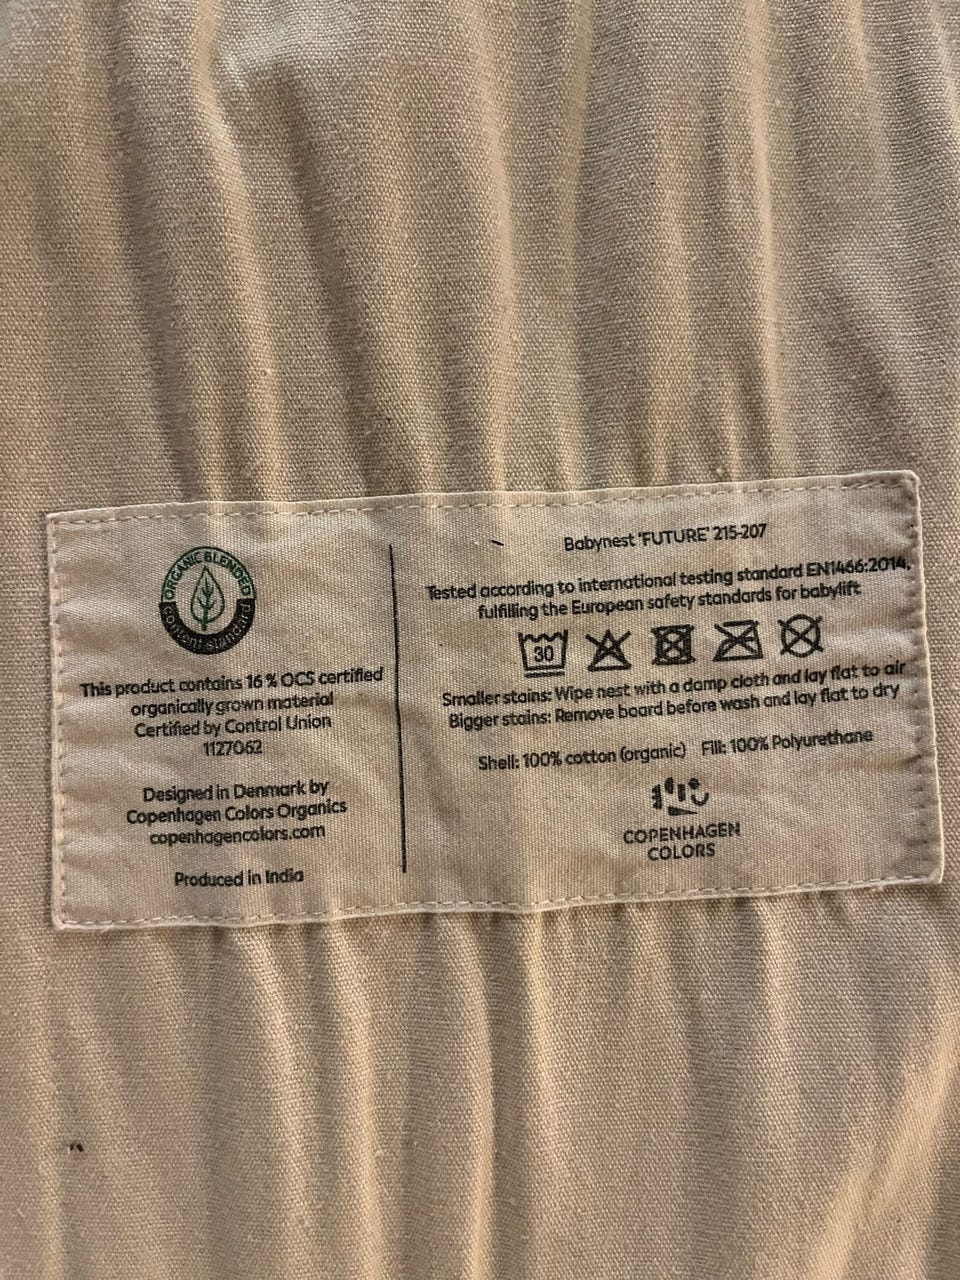 ORGANIC BLENDED
content standard
This product contains 16 % OCS certified
organically grown material
Certified by Control Union
1127062
Designed in Denmark by
Copenhagen Colors Organics
copenhagencolors.com
Produced in India
Babynest 'FUTURE' 215-207
Tested according to international testing standard EN1466:2014,
fulfilling the European safety standards for babylift
30
Smaller stains: Wipe nest with a damp cloth and lay flat to air
Bigger stains: Remove board before wash and lay flat to dry
Shell: 100% cotton (organic) Fill: 100% Polyurethane
COPENHAGEN
COLORS